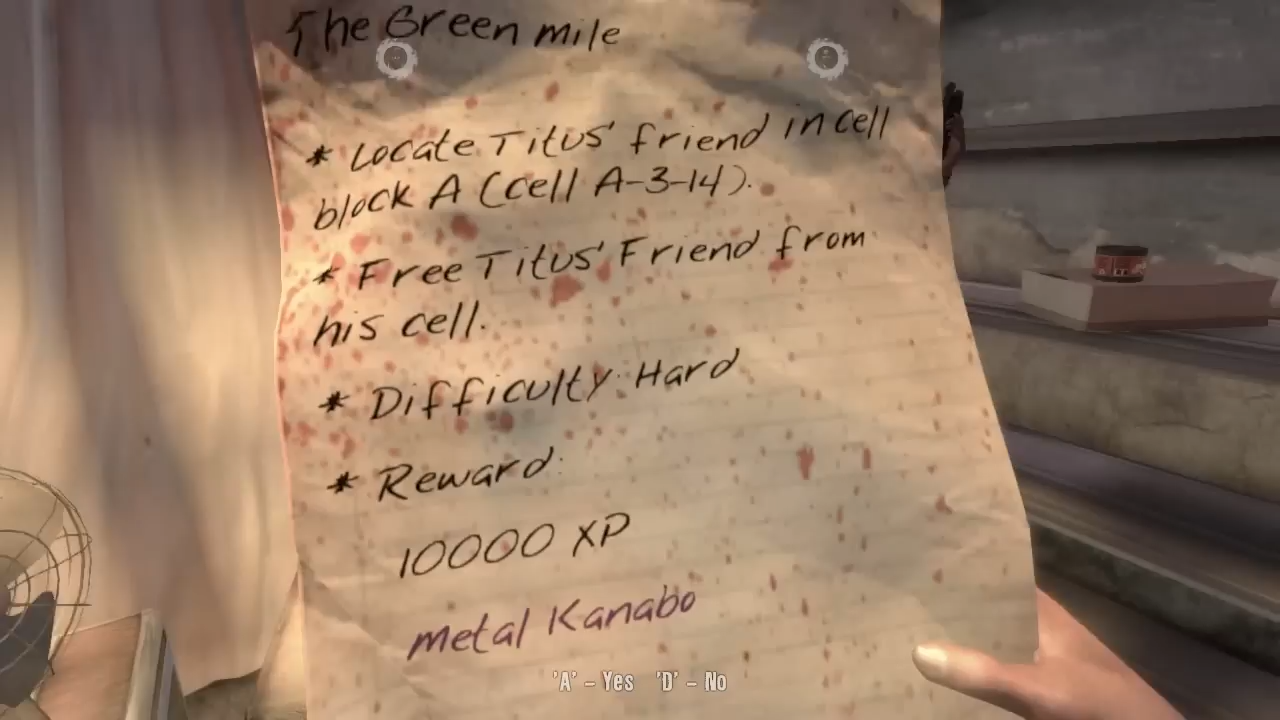 The Green mile
* Locate Titus' friend in cell
block A (cell A-3-14).
* Free Titus' Friend from
his cell.
* Difficulty: Hard
* Reward:
10000 XP
metal Kanabo
'A' - Yes 'D' - No